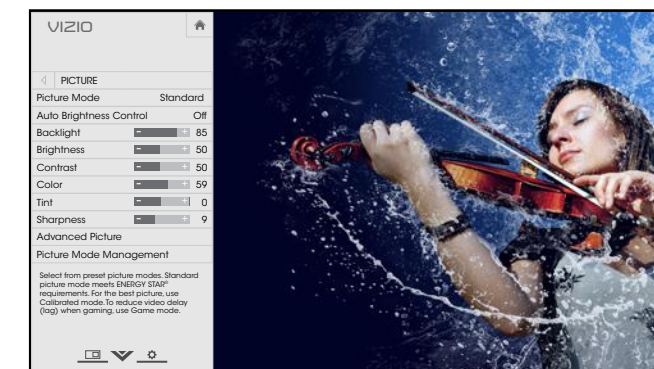 VIZIO
PICTURE
Picture Mode Standard
Auto Brightness Control Off
Backlight - + 85
Brightness - + 50
Contrast - + 50
Color - + 59
Tint - + 0
Sharpness - + 9
Advanced Picture
Picture Mode Management
Select from preset picture modes. Standard
picture mode meets ENERGY STAR®
requirements. For the best picture, use
Calibrated mode. To reduce video delay
(lag) when gaming, use Game mode.